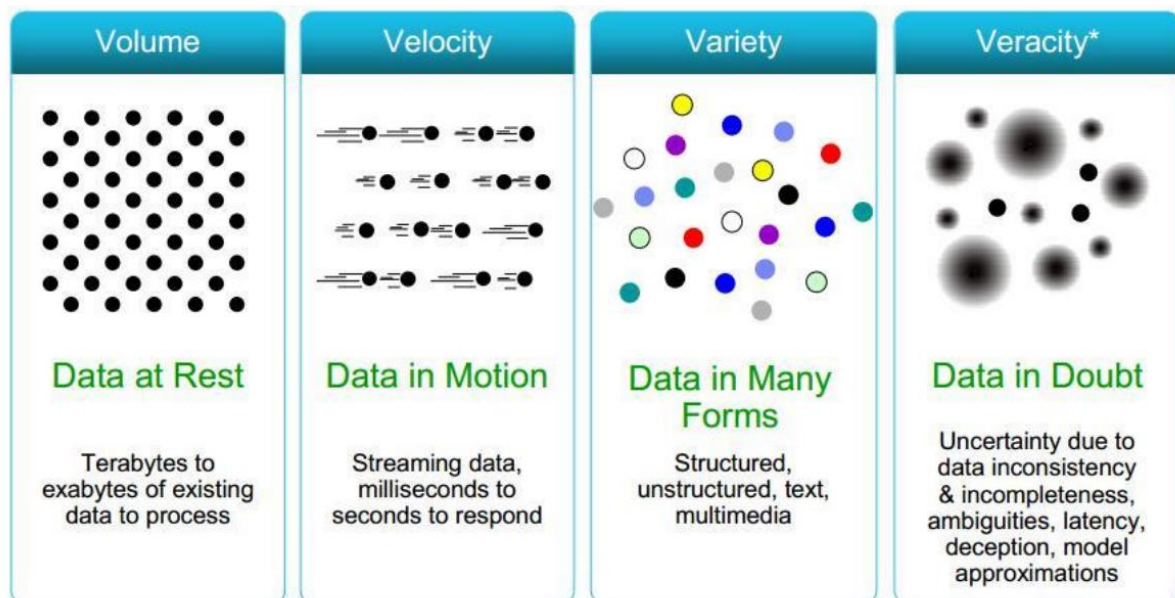 Volume
Data at Rest
Terabytes to
exabytes of existing
data to process
Velocity
Data in Motion
Streaming data,
milliseconds to
seconds to respond
Variety
Data in Many
Forms
Structured,
unstructured, text,
multimedia
Veracity*
Data in Doubt
Uncertainty due to
data inconsistency
& incompleteness,
ambiguities, latency,
deception, model
approximations